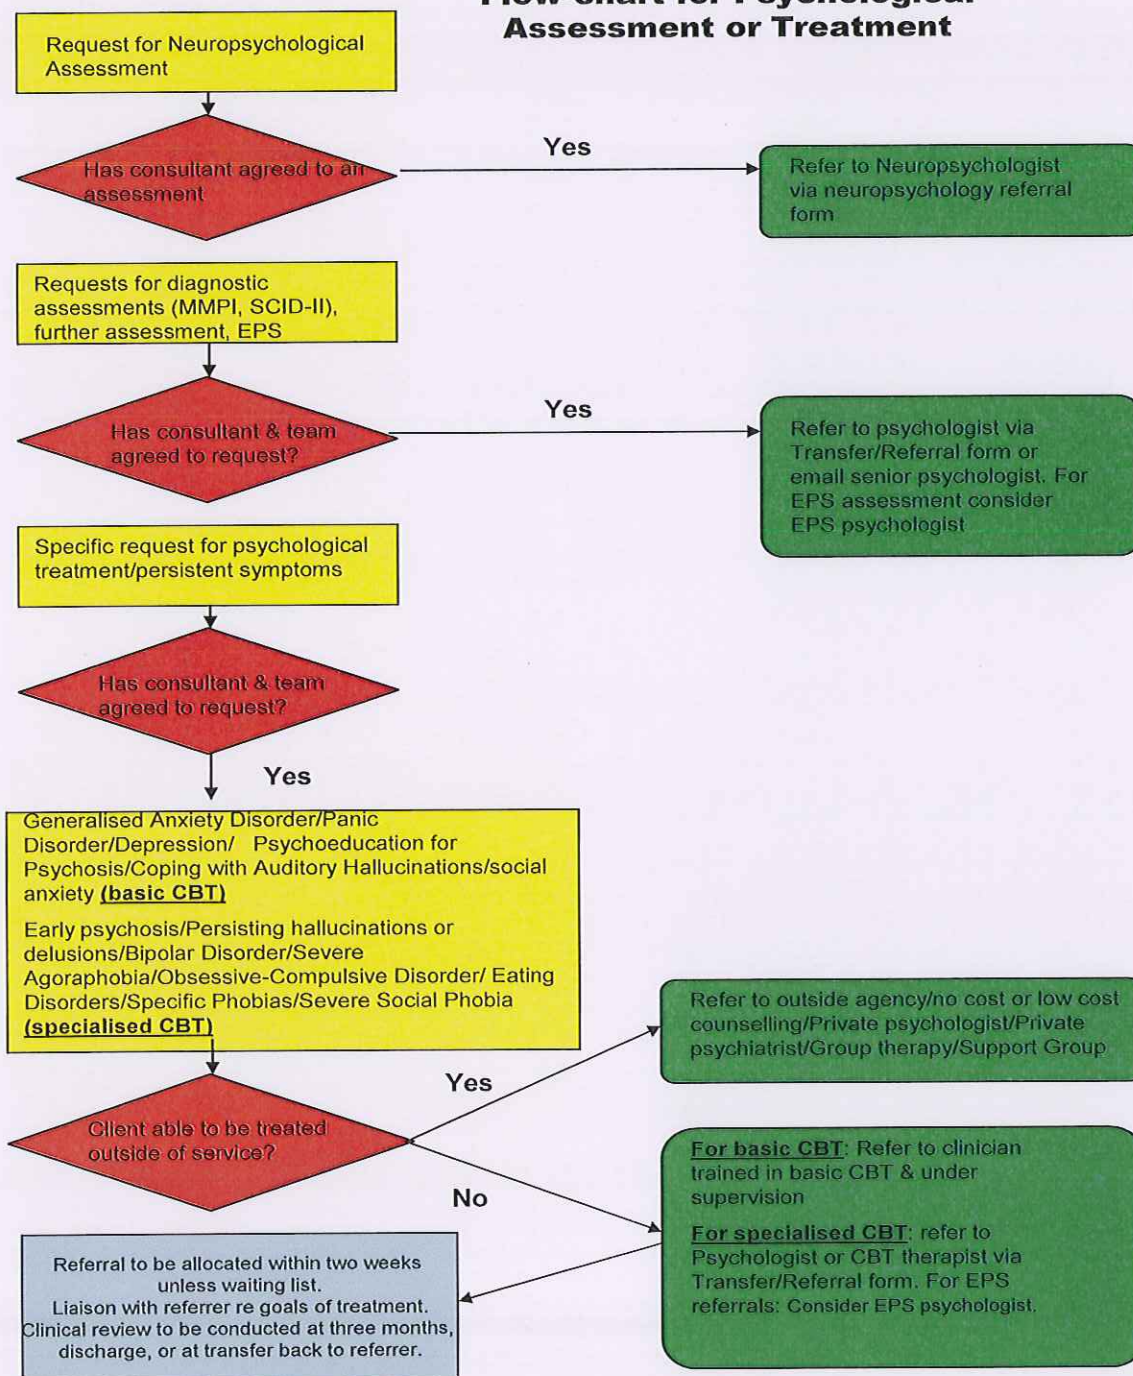 Flow chart for Psychological
Assessment or Treatment
Request for Neuropsychological
Assessment
Has consultant agreed to an
assessment
Yes
Refer to Neuropsychologist
via neuropsychology referral
form
Requests for diagnostic
assessments (MMPI, SCID-II),
further assessment, EPS
Has consultant & team
agreed to request?
Yes
Refer to psychologist via
Transfer/Referral form or
email senior psychologist. For
EPS assessment consider
EPS psychologist
Specific request for psychological
treatment/persistent symptoms
Has consultant & team
agreed to request?
Yes
Generalised Anxiety Disorder/Panic
Disorder/Depression/ Psychoeducation for
Psychosis/Coping with Auditory Hallucinations/social
anxiety (basic CBT)
Early psychosis/Persisting hallucinations or
delusions/Bipolar Disorder/Severe
Agoraphobia/Obsessive-Compulsive Disorder/ Eating
Disorders/Specific Phobias/Severe Social Phobia
(specialised CBT)
Client able to be treated
outside of service?
Yes
Refer to outside agency/no cost or low cost
counselling/Private psychologist/Private
psychiatrist/Group therapy/Support Group
No
For basic CBT: Refer to clinician
trained in basic CBT & under
supervision
For specialised CBT: refer to
Psychologist or CBT therapist via
Transfer/Referral form. For EPS
referrals: Consider EPS psychologist.
Referral to be allocated within two weeks
unless waiting list.
Liaison with referrer re goals of treatment.
Clinical review to be conducted at three months,
discharge, or at transfer back to referrer.